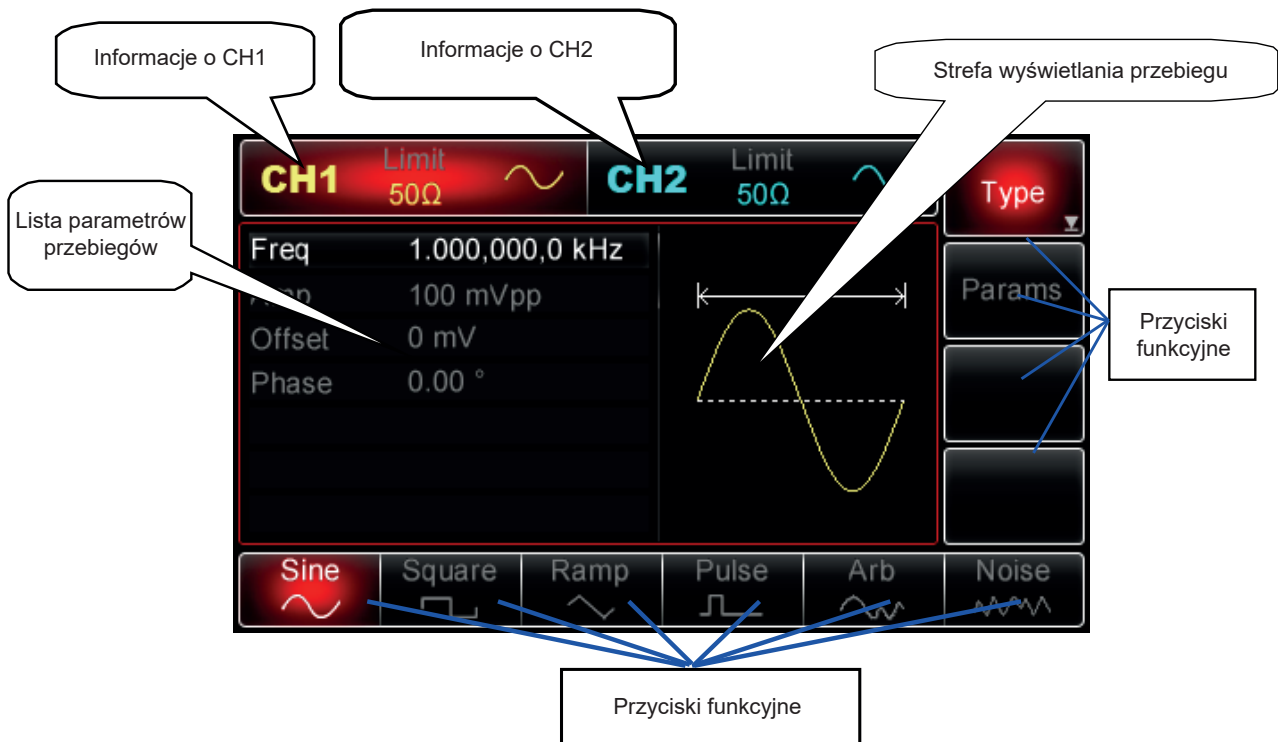 Informacje o CH1
Informacje o CH2
Strefa wyświetlania przebiegu
CH1
Limit
50Ω
CH2
Limit
50Ω
Type
Lista parametrów
przebiegów
Freq 1.000,000,0 kHz
100 mVpp
Offset 0 mV
Phase 0.00 °
Params
Przyciski
funkcyjne
Sine Square Ramp Pulse Arb Noise
Przyciski funkcyjne